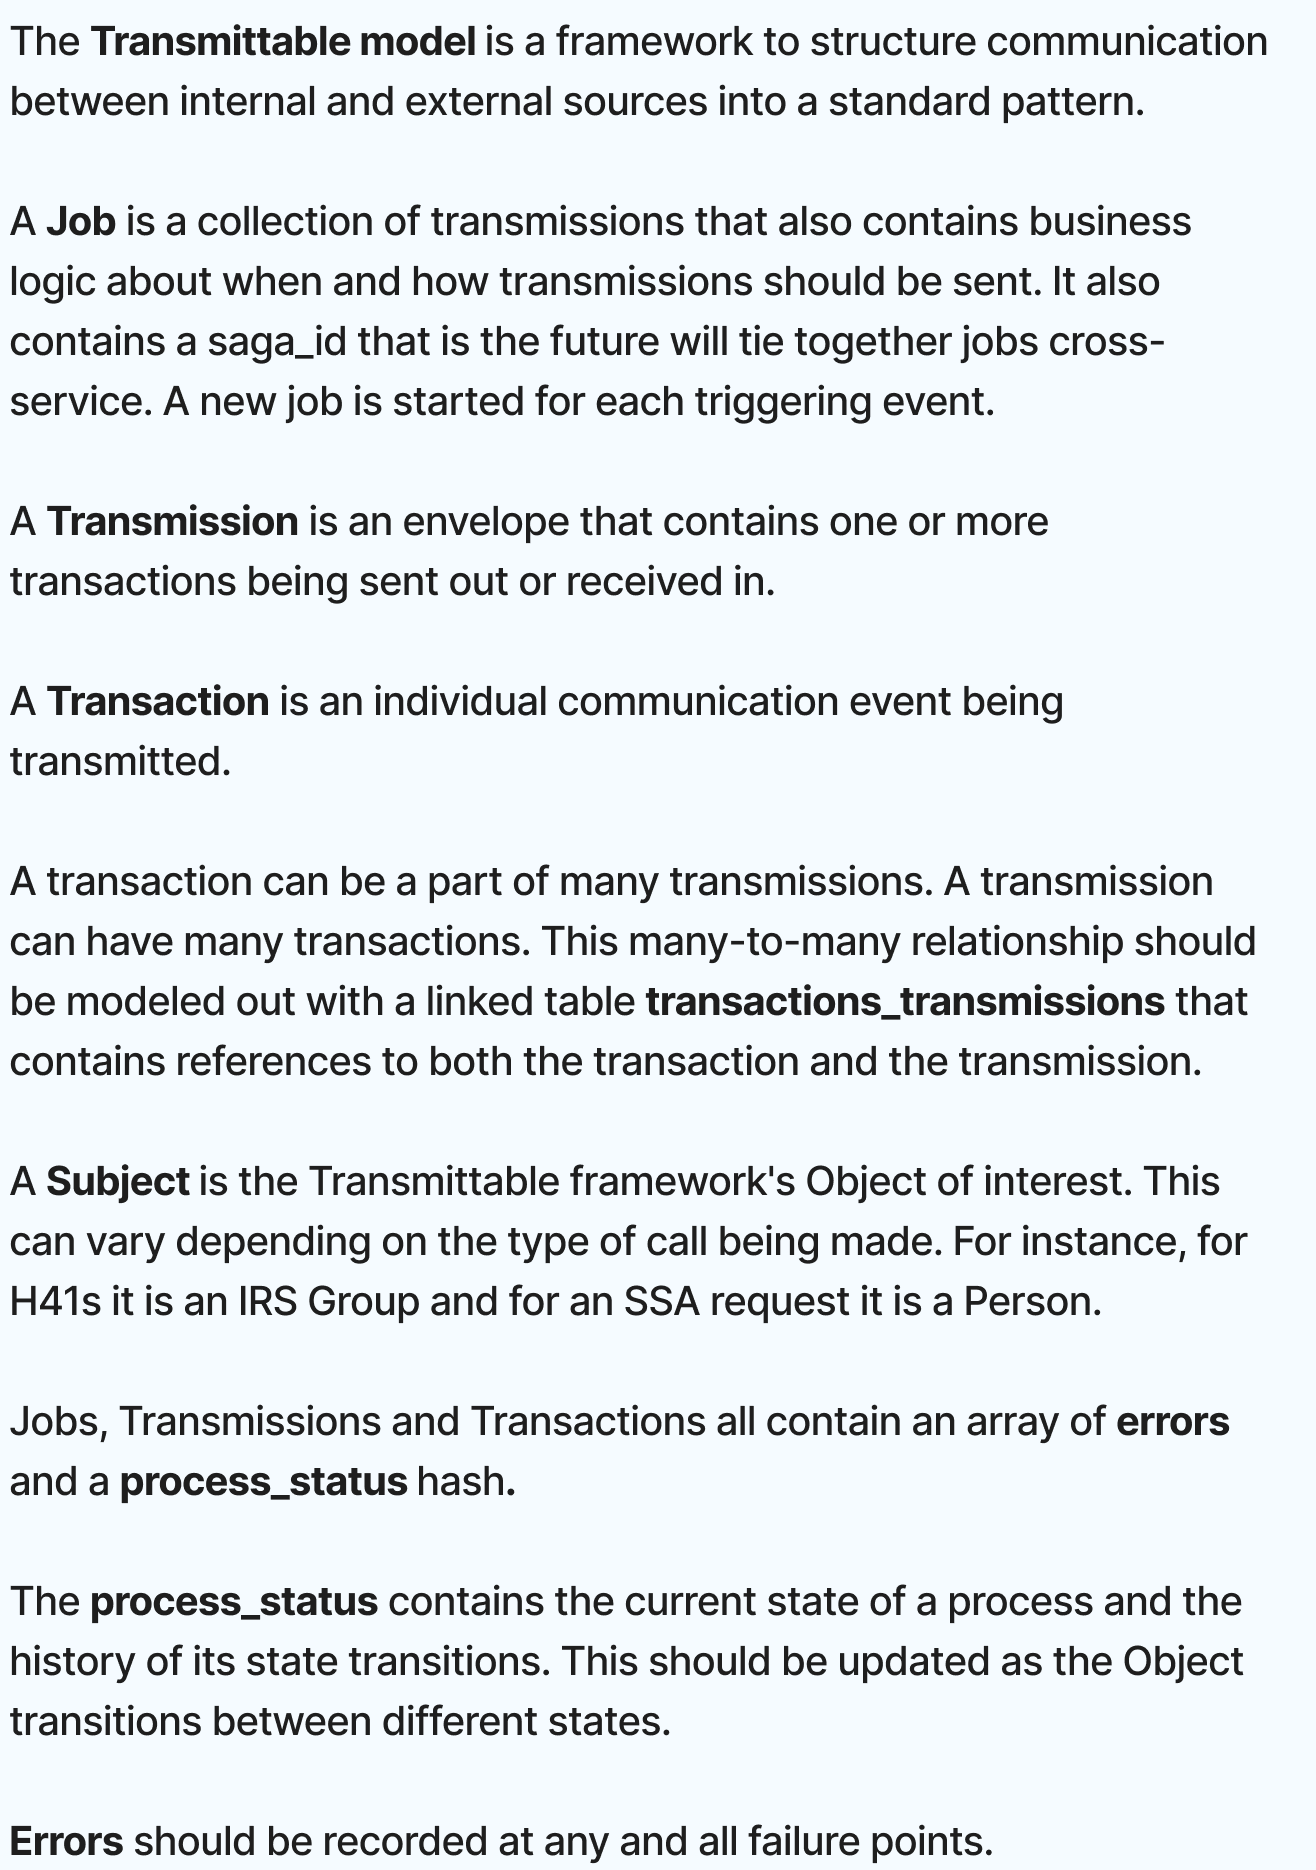 The Transmittable model is a framework to structure communication
between internal and external sources into a standard pattern.
A Job is a collection of transmissions that also contains business
logic about when and how transmissions should be sent. It also
contains a saga_id that is the future will tie together jobs cross-
service. A new job is started for each triggering event.
A Transmission is an envelope that contains one or more
transactions being sent out or received in.
A Transaction is an individual communication event being
transmitted.
A transaction can be a part of many transmissions. A transmission
can have many transactions. This many-to-many relationship should
be modeled out with a linked table transactions_transmissions that
contains references to both the transaction and the transmission.
A Subject is the Transmittable framework's Object of interest. This
can vary depending on the type of call being made. For instance, for
H41s it is an IRS Group and for an SSA request it is a Person.
Jobs, Transmissions and Transactions all contain an array of errors
and a process_status hash.
The process_status contains the current state of a process and the
history of its state transitions. This should be updated as the Object
transitions between different states.
Errors should be recorded at any and all failure points.